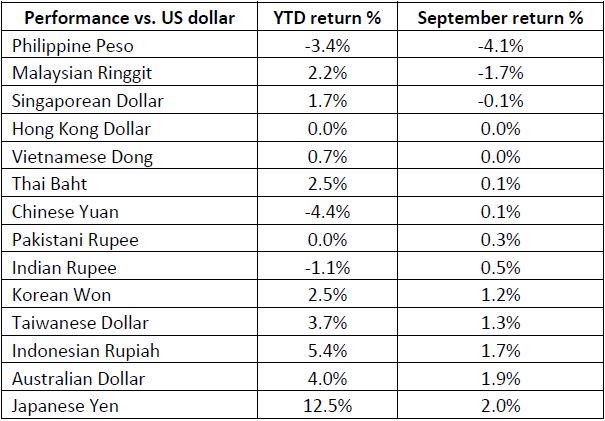 Performance vs. US dollar YTD return % September return %
Philippine Peso -3.4% -4.1%
Malaysian Ringgit 2.2% -1.7%
Singaporean Dollar 1.7% -0.1%
Hong Kong Dollar 0.0% 0.0%
Vietnamese Dong 0.7% 0.0%
Thai Baht 2.5% 0.1%
Chinese Yuan -4.4% 0.1%
Pakistani Rupee 0.0% 0.3%
Indian Rupee -1.1% 0.5%
Korean Won 2.5% 1.2%
Taiwanese Dollar 3.7% 1.3%
Indonesian Rupiah 5.4% 1.7%
Australian Dollar 4.0% 1.9%
Japanese Yen 12.5% 2.0%